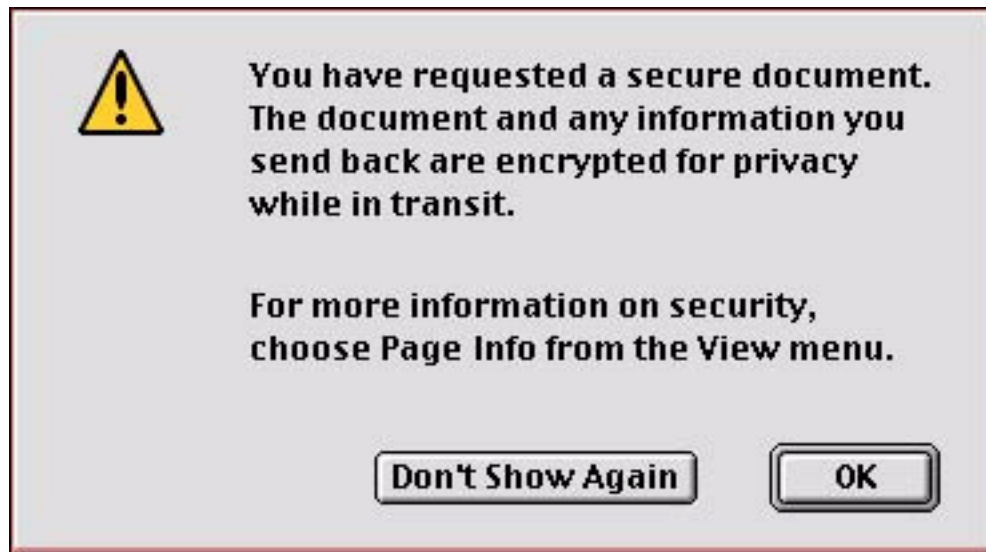 You have requested a secure document.
The document and any information you
send back are encrypted for privacy
while in transit.
For more information on security,
choose Page Info from the View menu.
Don't Show Again
OK